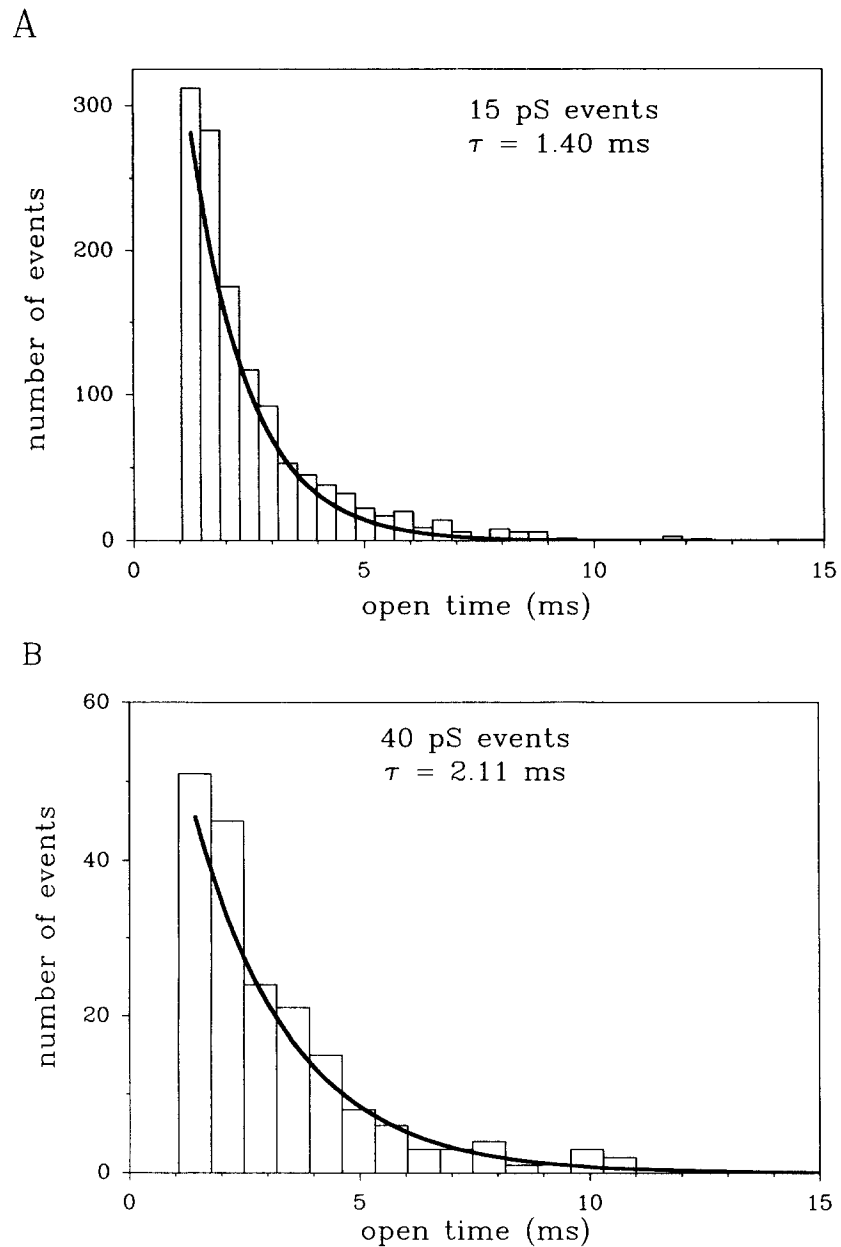 A
300
200
100
0
number of events
15 pS events
τ = 1.40 ms
0 5 10 15
open time (ms)
B
60
40
20
0
number of events
40 pS events
τ = 2.11 ms
0 5 10 15
open time (ms)